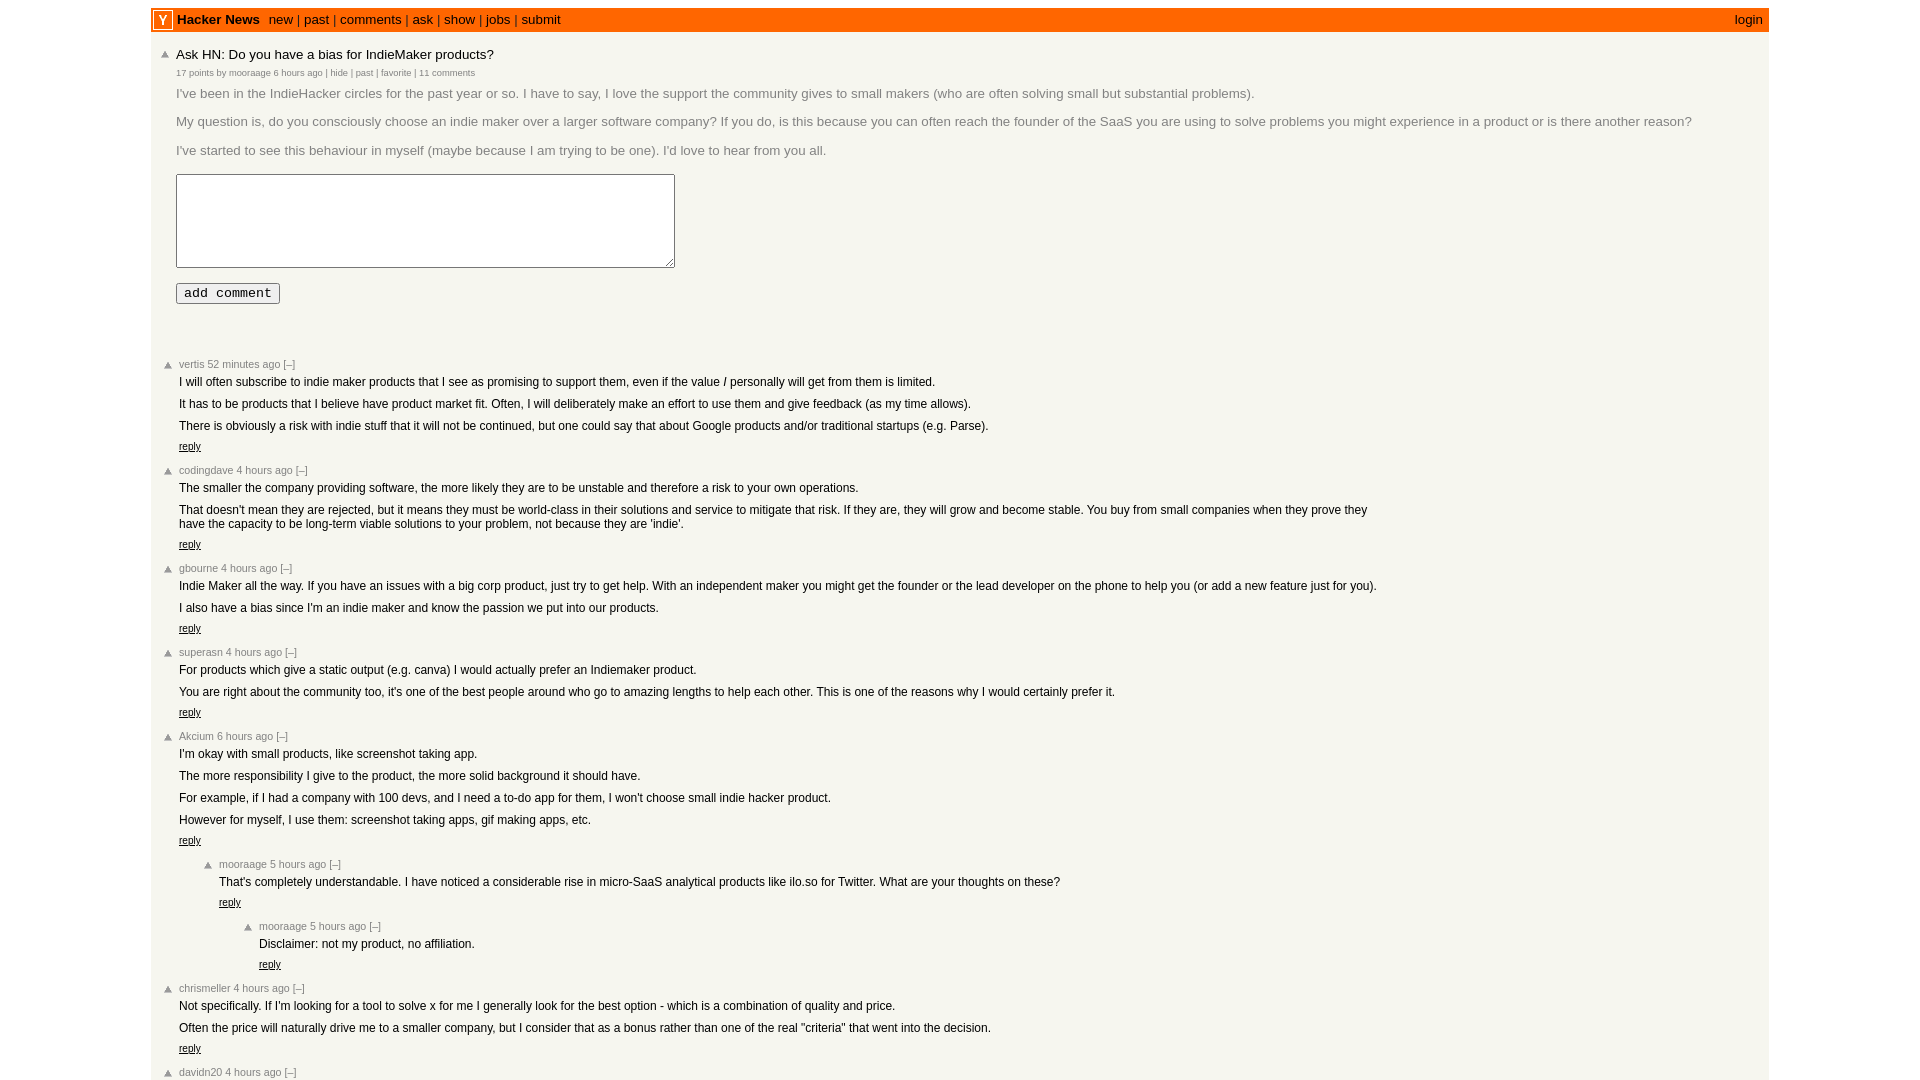 Y Hacker News new | past | comments | ask | show | jobs | submit login
Ask HN: Do you have a bias for IndieMaker products?
17 points by mooraage 6 hours ago | hide | past | favorite | 11 comments
I've been in the IndieHacker circles for the past year or so. I have to say, I love the support the community gives to small makers (who are often solving small but substantial problems).
My question is, do you consciously choose an indie maker over a larger software company? If you do, is this because you can often reach the founder of the SaaS you are using to solve problems you might experience in a product or is there another reason?
I've started to see this behaviour in myself (maybe because I am trying to be one). I'd love to hear from you all.
add comment
vertis 52 minutes ago [–]
I will often subscribe to indie maker products that I see as promising to support them, even if the value I personally will get from them is limited.
It has to be products that I believe have product market fit. Often, I will deliberately make an effort to use them and give feedback (as my time allows).
There is obviously a risk with indie stuff that it will not be continued, but one could say that about Google products and/or traditional startups (e.g. Parse).
reply
codingdave 4 hours ago [–]
The smaller the company providing software, the more likely they are to be unstable and therefore a risk to your own operations.
That doesn't mean they are rejected, but it means they must be world-class in their solutions and service to mitigate that risk. If they are, they will grow and become stable. You buy from small companies when they prove they
have the capacity to be long-term viable solutions to your problem, not because they are 'indie'.
reply
gbourne 4 hours ago [–]
Indie Maker all the way. If you have an issues with a big corp product, just try to get help. With an independent maker you might get the founder or the lead developer on the phone to help you (or add a new feature just for you).
I also have a bias since I'm an indie maker and know the passion we put into our products.
reply
superasn 4 hours ago [–]
For products which give a static output (e.g. canva) I would actually prefer an Indiemaker product.
You are right about the community too, it's one of the best people around who go to amazing lengths to help each other. This is one of the reasons why I would certainly prefer it.
reply
Akcium 6 hours ago [–]
I'm okay with small products, like screenshot taking app.
The more responsibility I give to the product, the more solid background it should have.
For example, if I had a company with 100 devs, and I need a to-do app for them, I won't choose small indie hacker product.
However for myself, I use them: screenshot taking apps, gif making apps, etc.
reply
mooraage 5 hours ago [–]
That's completely understandable. I have noticed a considerable rise in micro-SaaS analytical products like ilo.so for Twitter. What are your thoughts on these?
reply
mooraage 5 hours ago [–]
Disclaimer: not my product, no affiliation.
reply
chrismeller 4 hours ago [–]
Not specifically. If I'm looking for a tool to solve x for me I generally look for the best option - which is a combination of quality and price.
Often the price will naturally drive me to a smaller company, but I consider that as a bonus rather than one of the real "criteria" that went into the decision.
reply
davidn20 4 hours ago [–]